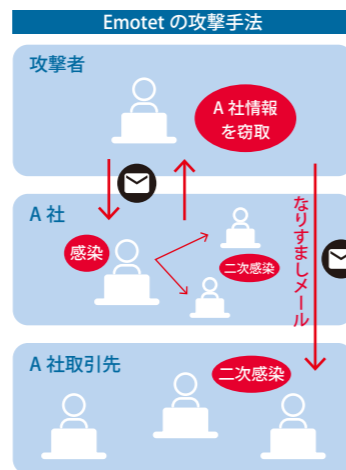 Emotet の攻撃手法
攻撃者
A 社情報
を窃取
A 社
感染
二次感染
なりすましメール
A 社取引先
二次感染